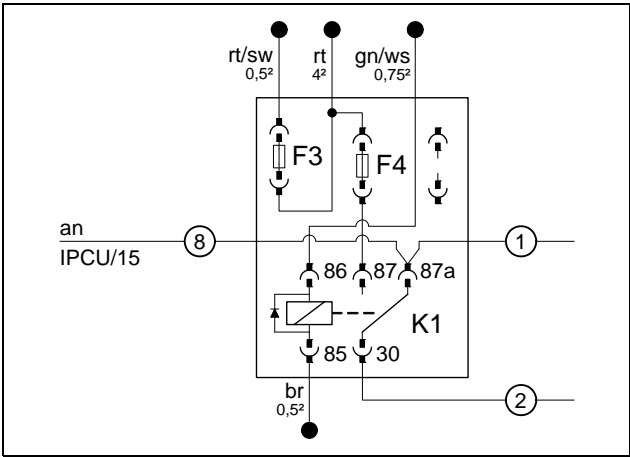 rt/sw rt gn/ws
0,5² 4² 0,75²
F3 F4
an 8 1
IPCU/15
86 87 87a
K1
85 30
br 2
0,5²